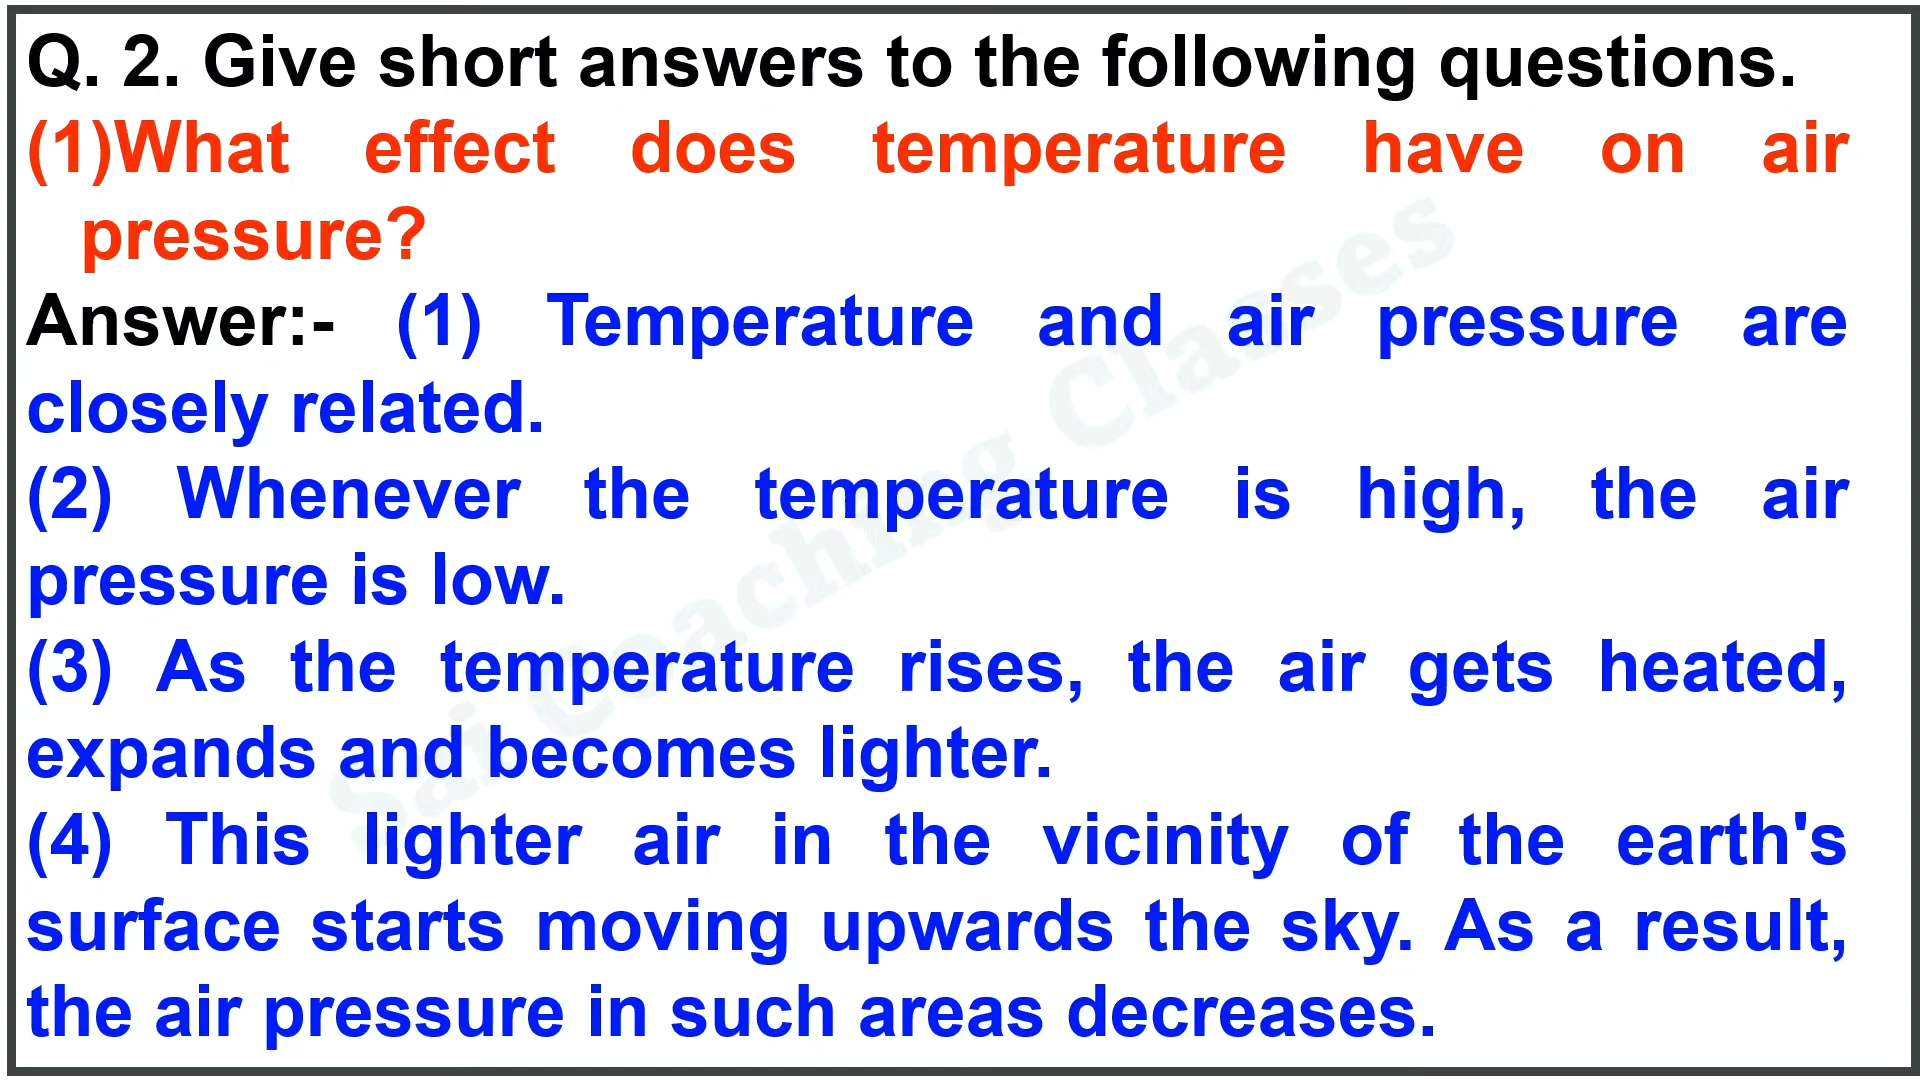 Q. 2. Give short answers to the following questions.
(1)What effect does temperature have on air
pressure?
Answer:- (1) Temperature and air pressure are
closely related.
(2) Whenever the temperature is high, the air
pressure is low.
(3) As the temperature rises, the air gets heated,
expands and becomes lighter.
(4) This lighter air in the vicinity of the earth's
surface starts moving upwards the sky. As a result,
the air pressure in such areas decreases.
Sai Coaching Classes